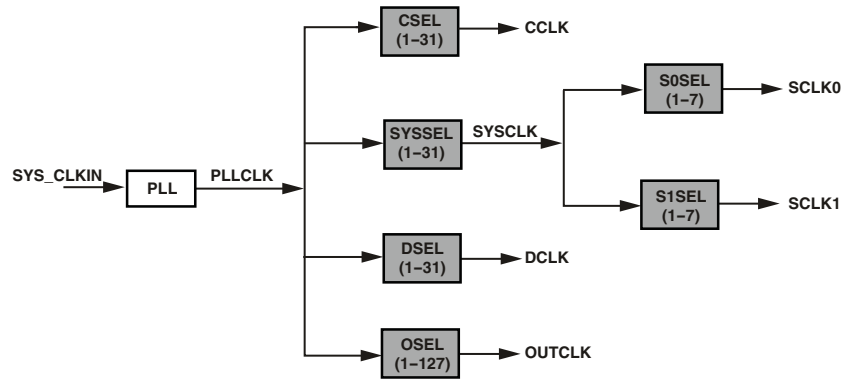 CSEL
(1–31)
CCLK
S0SEL
(1–7)
SCLK0
SYSSEL
(1–31)
SYSCLK
SYS_CLKIN
PLL
PLLCLK
S1SEL
(1–7)
SCLK1
DSEL
(1–31)
DCLK
OSEL
(1–127)
OUTCLK